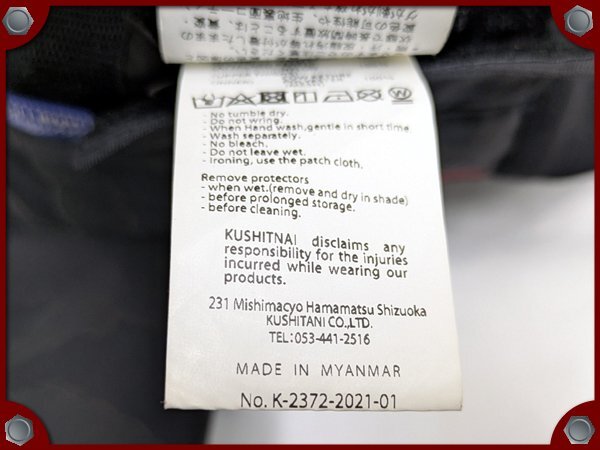 - No tumble dry.
- Do not wring.
- When Hand wash,gentle in short time
- Wash separately.
- No bleach.
- Do not leave wet.
- Ironing, use the patch cloth.
Remove protectors
- when wet.(remove and dry in shade)
- before prolonged storage.
- before cleaning.
KUSHITNAI disclaims any
responsibility for the injuries
incurred while wearing our
products.
231 Mishimacyo Hamamatsu Shizuoka
KUSHITANI CO.,LTD.
TEL:053-441-2516
MADE IN MYANMAR
No. K-2372-2021-01